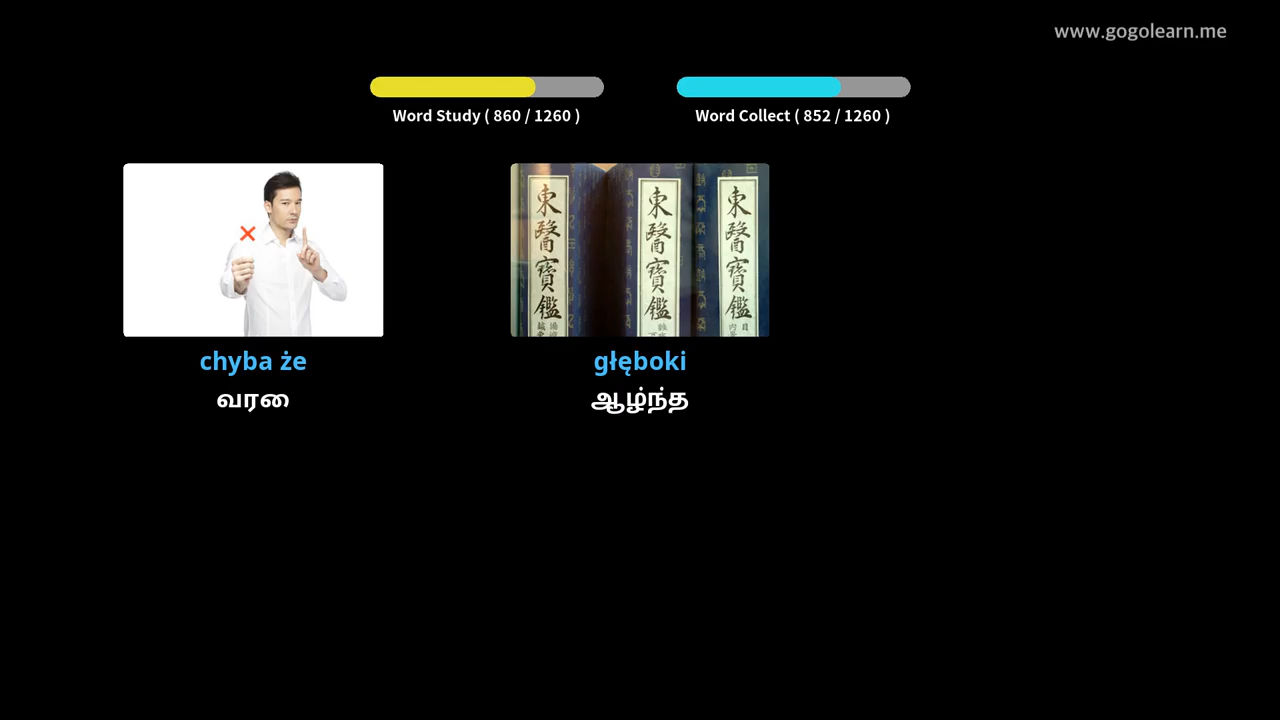 www.gogolearn.me
Word Study ( 860 / 1260 )
Word Collect ( 852 / 1260 )
東醫寶鑑
東醫寶鑑
東醫寶鑑
chyba że
வரை
głęboki
ஆழ்ந்த